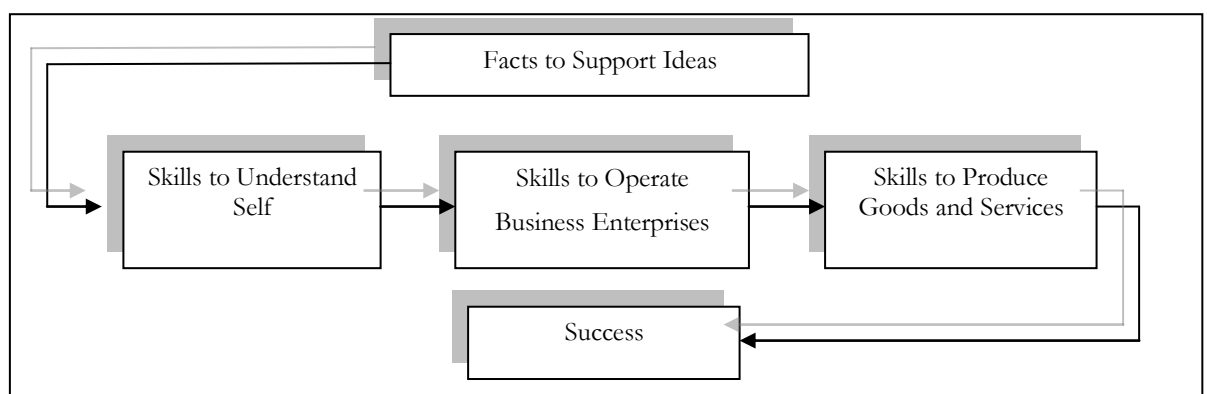 Facts to Support Ideas
Skills to Understand
Self
Skills to Operate
Business Enterprises
Skills to Produce
Goods and Services
Success